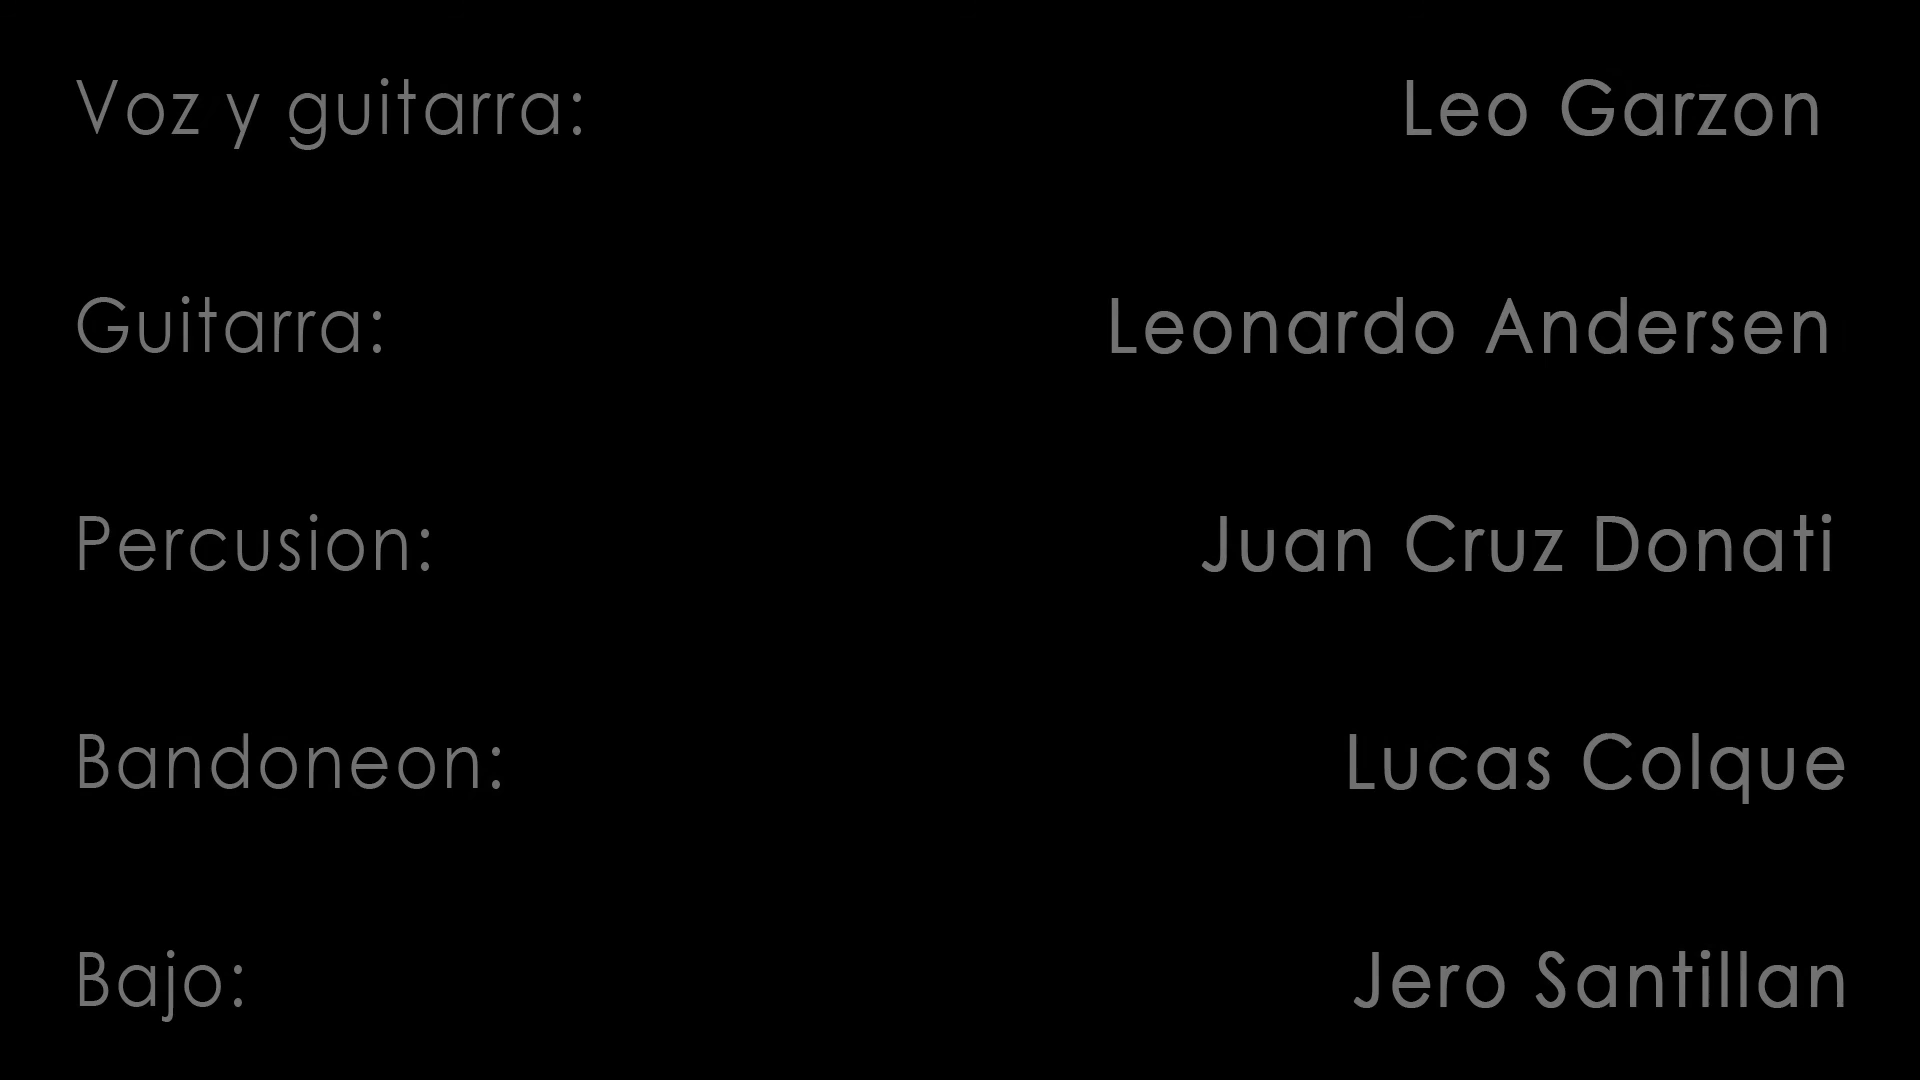 Voz y guitarra: Leo Garzon
Guitarra: Leonardo Andersen
Percusion: Juan Cruz Donati
Bandoneon: Lucas Colque
Bajo: Jero Santillan